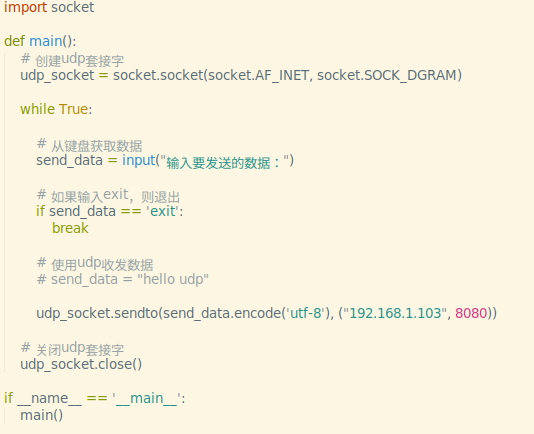 import socket
def main():
# 创建udp套接字
udp_socket = socket.socket(socket.AF_INET, socket.SOCK_DGRAM)
while True:
# 从键盘获取数据
send_data = input("输入要发送的数据：")
# 如果输入exit，则退出
if send_data == 'exit':
break
# 使用udp收发数据
# send_data = "hello udp"
udp_socket.sendto(send_data.encode('utf-8'), ("192.168.1.103", 8080))
# 关闭udp套接字
udp_socket.close()
if __name__ == '__main__':
main()